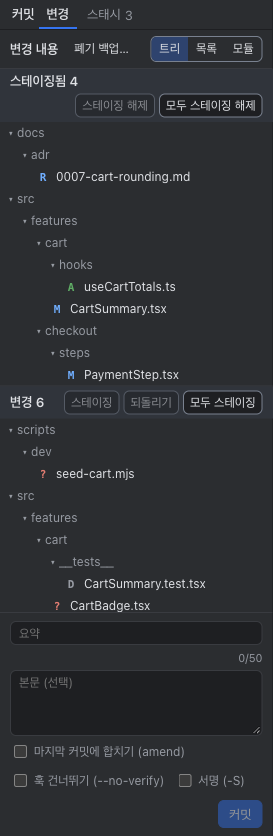 커밋 변경 스태시 3
변경 내용 폐기 백업... 트리 목록 모듈
스테이징됨 4
스테이징 해제 모두 스테이징 해제
docs
adr
R 0007-cart-rounding.md
src
features
cart
hooks
A useCartTotals.ts
M CartSummary.tsx
checkout
steps
M PaymentStep.tsx
변경 6 스테이징 되돌리기 모두 스테이징
scripts
dev
? seed-cart.mjs
src
features
cart
__tests__
D CartSummary.test.tsx
? CartBadge.tsx
요약
0/50
본문 (선택)
마지막 커밋에 합치기 (amend)
훅 건너뛰기 (--no-verify) 서명 (-S)
커밋